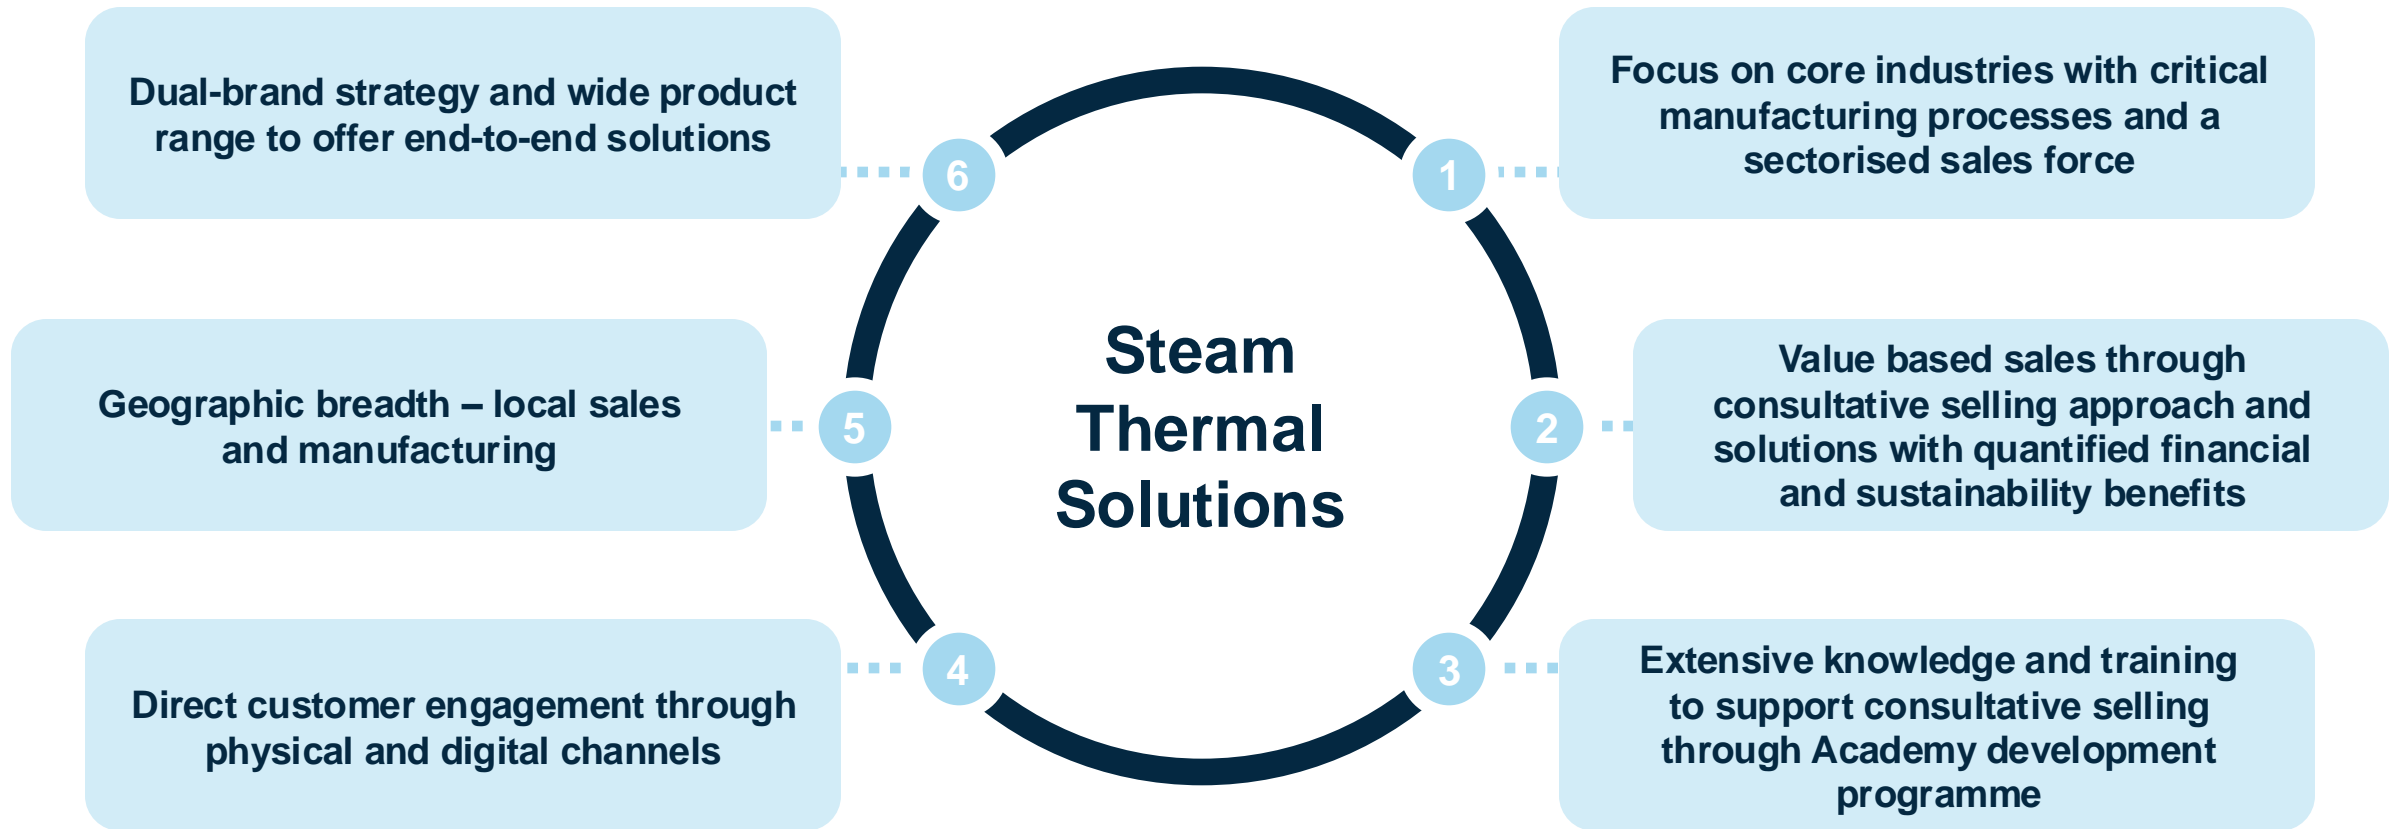 Steam
Thermal
Solutions
1
Focus on core industries with critical
manufacturing processes and a
sectorised sales force
2
Value based sales through
consultative selling approach and
solutions with quantified financial
and sustainability benefits
3
Extensive knowledge and training
to support consultative selling
through Academy development
programme
4
Direct customer engagement through
physical and digital channels
5
Geographic breadth – local sales
and manufacturing
6
Dual-brand strategy and wide product
range to offer end-to-end solutions